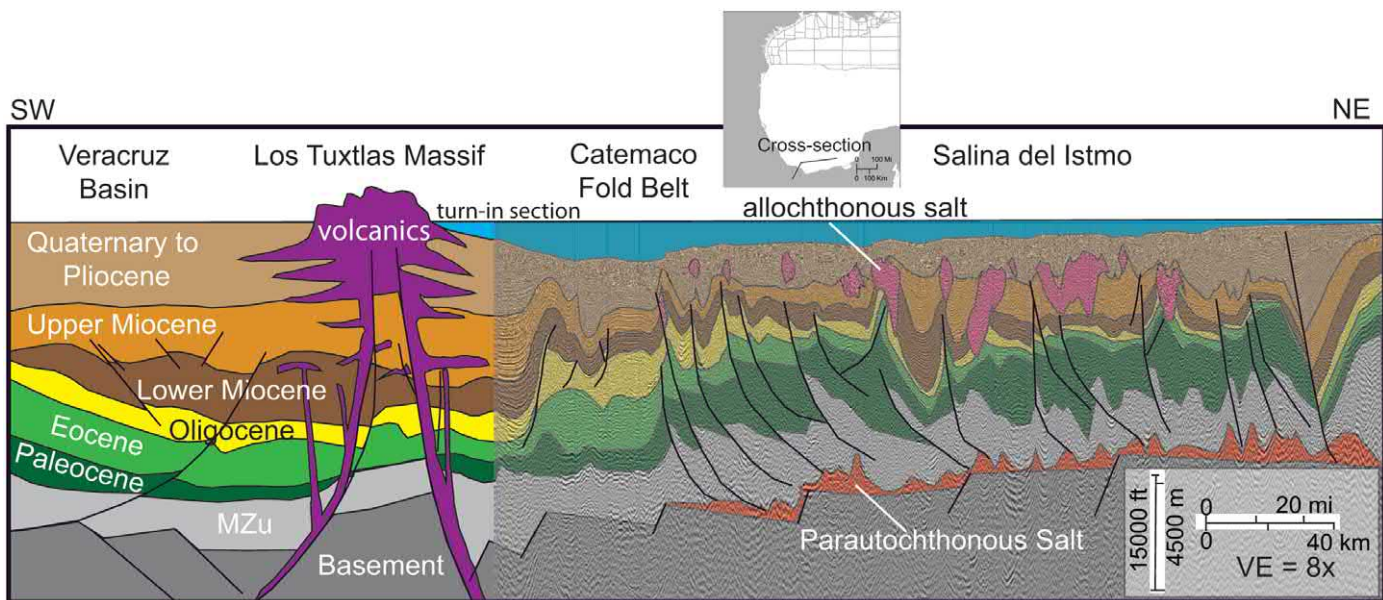 SW
NE
Cross-section
0 100 Mi
0 100 Km
Veracruz
Basin
Los Tuxtlas Massif
Catemaco
Fold Belt
Salina del Istmo
turn-in section
allochthonous salt
volcanics
Quaternary to
Pliocene
Upper Miocene
Lower Miocene
Oligocene
Eocene
Paleocene
MZu
Basement
Parautochthonous Salt
15000 ft
4500 m
0 20 mi
0 40 km
VE = 8x